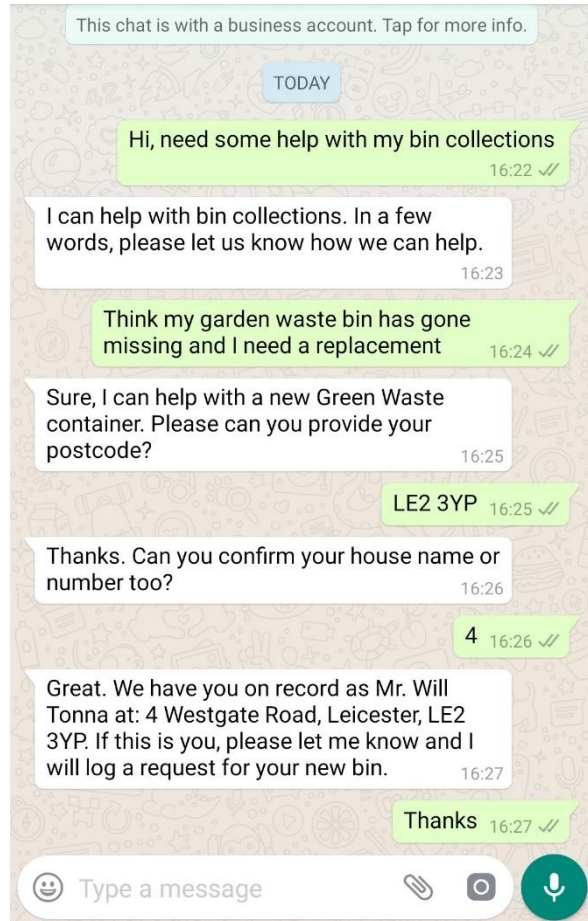 This chat is with a business account. Tap for more info.
TODAY
Hi, need some help with my bin collections
16:22
I can help with bin collections. In a few
words, please let us know how we can help.
16:23
Think my garden waste bin has gone
missing and I need a replacement
16:24
Sure, I can help with a new Green Waste
container. Please can you provide your
postcode?
16:25
LE2 3YP 16:25
Thanks. Can you confirm your house name or
number too?
16:26
4 16:26
Great. We have you on record as Mr. Will
Tonna at: 4 Westgate Road, Leicester, LE2
3YP. If this is you, please let me know and I
will log a request for your new bin.
16:27
Thanks 16:27
Type a message